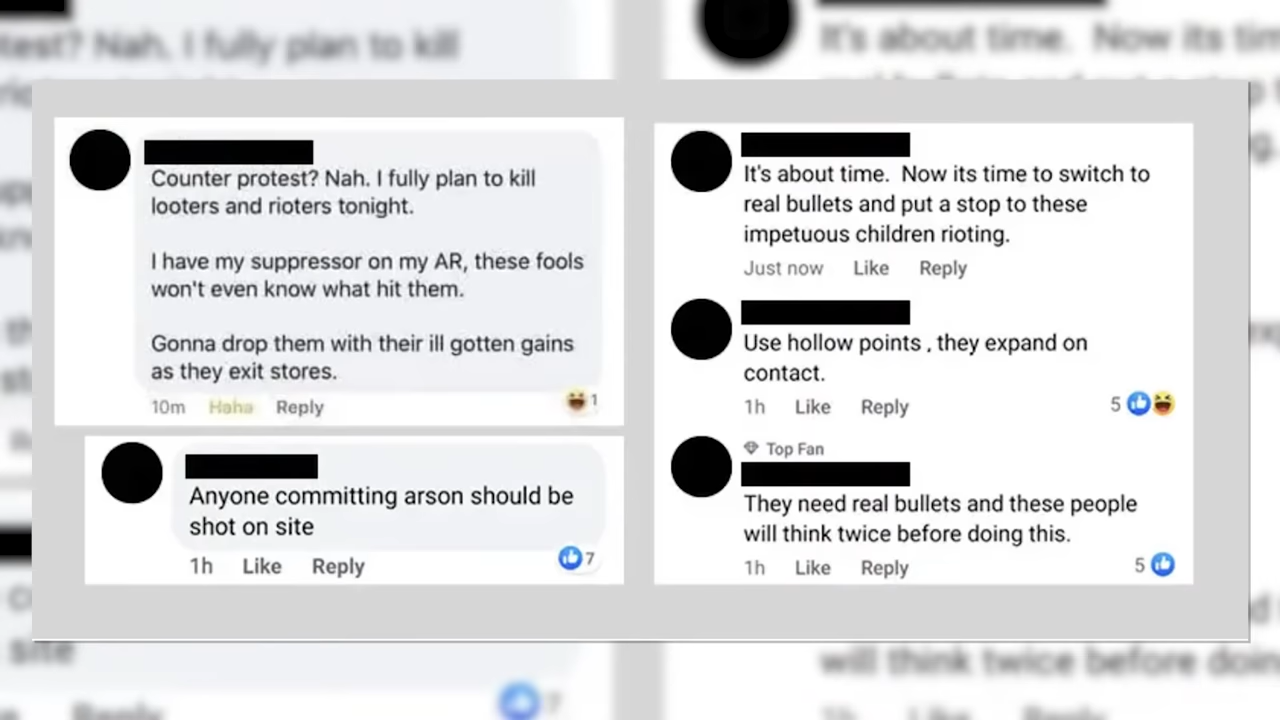 Counter protest? Nah. I fully plan to kill
looters and rioters tonight.
I have my suppressor on my AR, these fools
won't even know what hit them.
Gonna drop them with their ill gotten gains
as they exit stores.
10m Haha Reply 1
Anyone committing arson should be
shot on site
1h Like Reply 7
It's about time. Now its time to switch to
real bullets and put a stop to these
impetuous children rioting.
Just now Like Reply
Use hollow points , they expand on
contact.
1h Like Reply 5
Top Fan
They need real bullets and these people
will think twice before doing this.
1h Like Reply 5